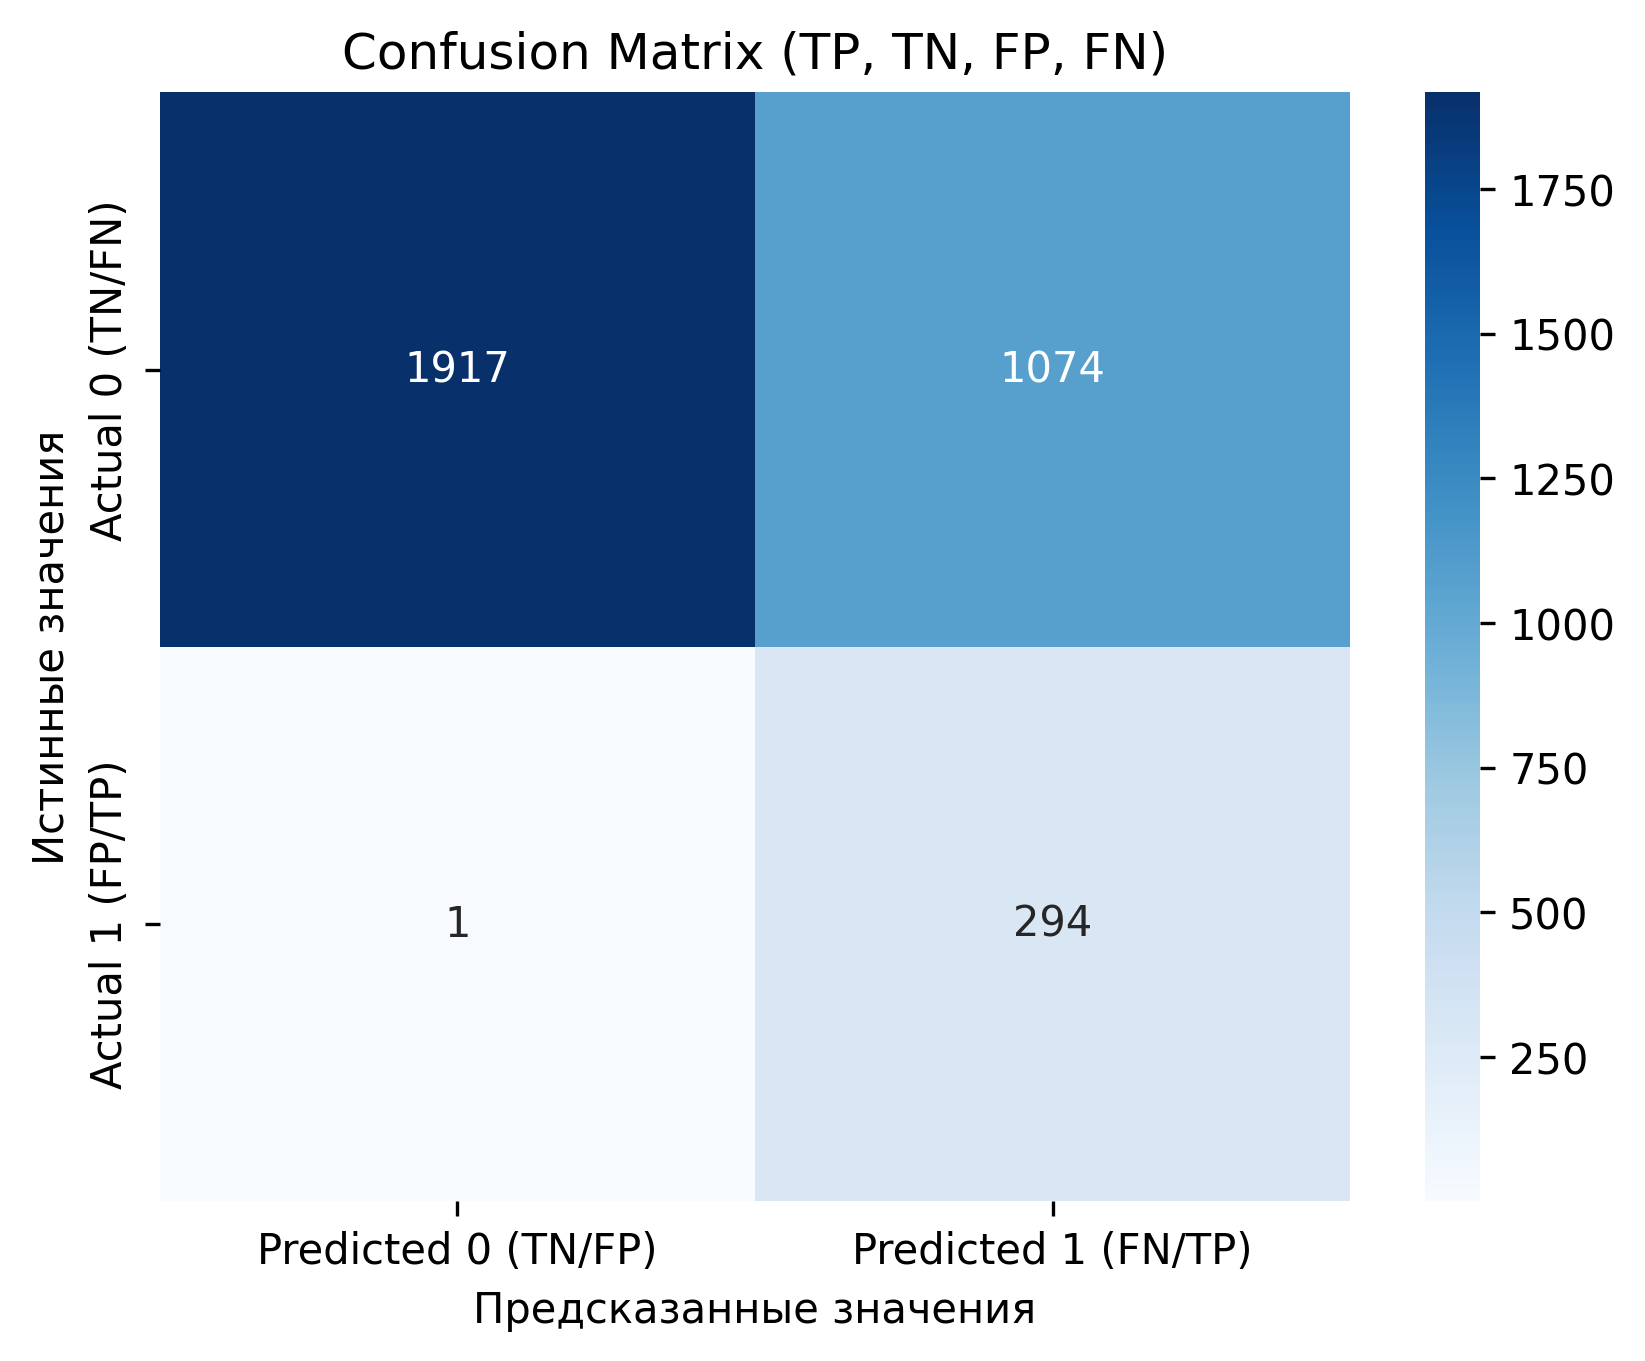 Confusion Matrix (TP, TN, FP, FN)
Истинные значения
Actual 0 (TN/FN)
Actual 1 (FP/TP)
1917
1074
1
294
Predicted 0 (TN/FP)
Predicted 1 (FN/TP)
Предсказанные значения
1750
1500
1250
1000
750
500
250